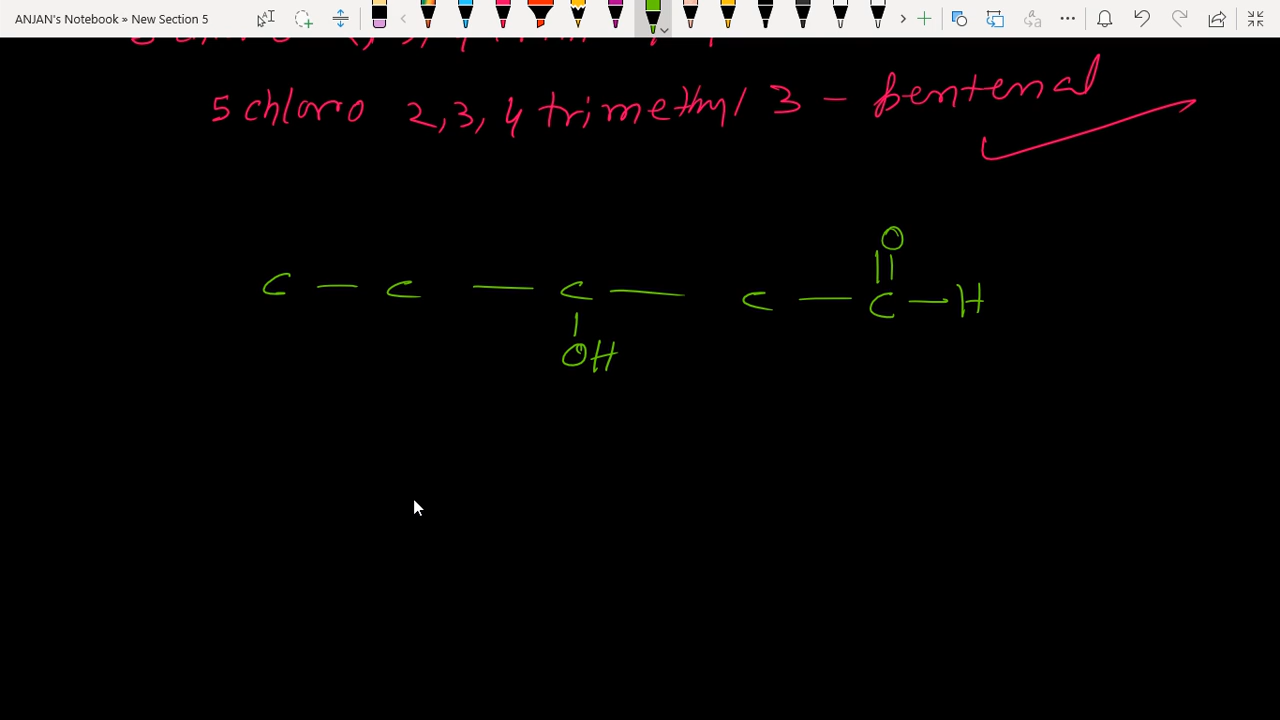 ANJAN's Notebook » New Section 5
5 chloro 2,3,4 trimethyl 3 - pentenal
O
C — C — C — C — C — H
OH